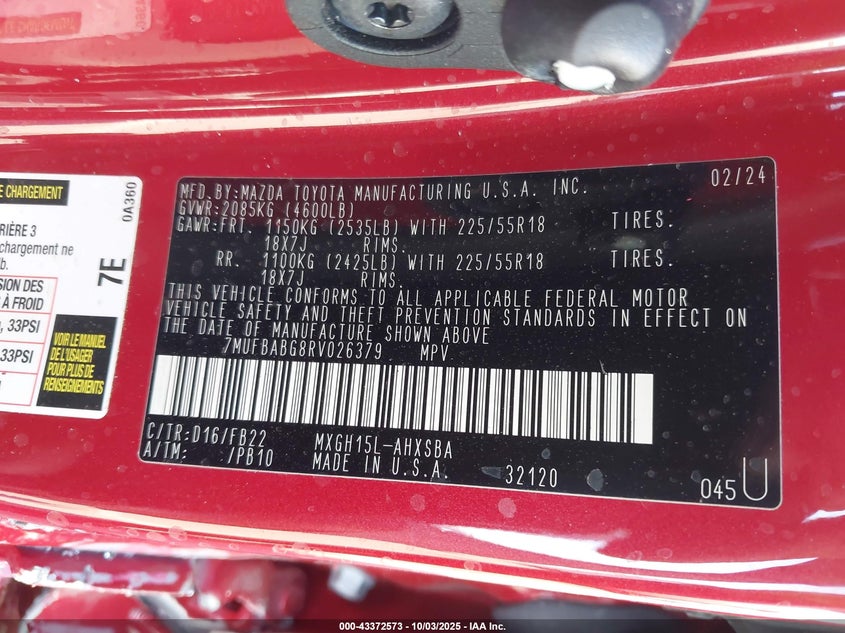 E CHARGEMENT
0A360
RIÈRE 3
chargement ne
lb.
SION DES
À FROID
, 33PSI
33PSI
7E
VOIR LE MANUEL
DE L'USAGER
POUR PLUS DE
RENSEIGNEMENTS
MFD.BY:MAZDA TOYOTA MANUFACTURING U.S.A. INC. 02/24
GVWR:2085KG (4600LB)
GAWR:FRT. 1150KG (2535LB) WITH 225/55R18 TIRES.
18X7J RIMS.
RR. 1100KG (2425LB) WITH 225/55R18 TIRES.
18X7J RIMS.
THIS VEHICLE CONFORMS TO ALL APPLICABLE FEDERAL MOTOR
VEHICLE SAFETY AND THEFT PREVENTION STANDARDS IN EFFECT ON
THE DATE OF MANUFACTURE SHOWN ABOVE
7MUFBABG8RV026379 MPV
C/TR:D16/FB22 MXGH15L-AHXSBA
A/TM: /PB10 MADE IN U.S.A. 32120
045U
000-43372573 - 10/03/2025 - IAA Inc.